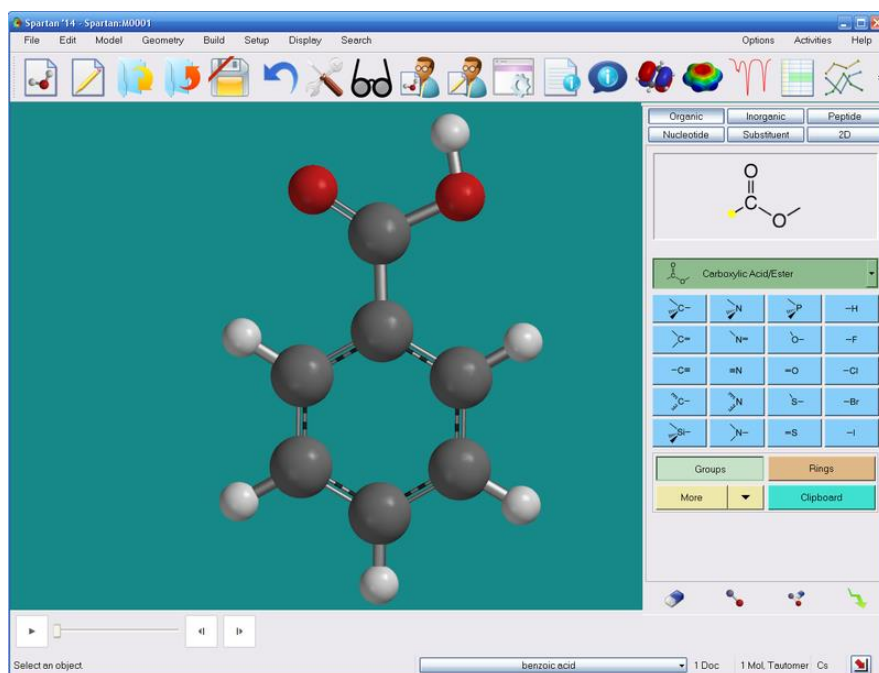 Spartan '14 - Spartan:M0001
File Edit Model Geometry Build Setup Display Search Options Activities Help
Organic Inorganic Peptide
Nucleotide Substituent 2D
O
C
O
Carboxylic Acid/Ester
C- N P -H
C= N= O- -F
-C≡ ≡N =O -Cl
C- N S- -Br
Si- N- =S -I
Groups Rings
More Clipboard
Select an object benzoic acid 1 Doc 1 Mol, Tautomer Cs